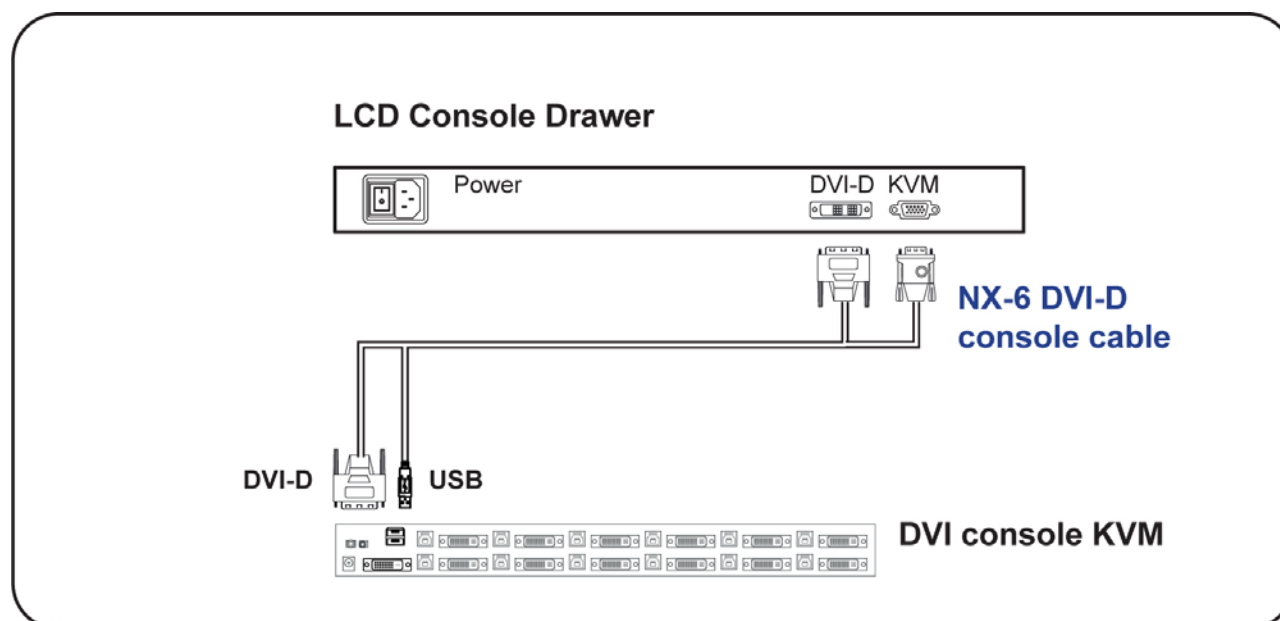 LCD Console Drawer
Power
DVI-D KVM
NX-6 DVI-D
console cable
DVI-D
USB
DVI console KVM